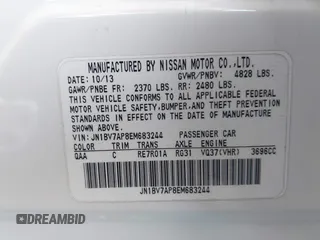 MANUFACTURED BY NISSAN MOTOR CO.,LTD.
DATE: 10/13 GVWR/PNBV: 4828 LBS.
GAWR/PNBE FR: 2370 LBS. RR: 2480 LBS.
THIS VEHICLE CONFORMS TO ALL APPLICABLE FEDERAL
MOTOR VEHICLE SAFETY,BUMPER,AND THEFT PREVENTION
STANDARDS IN EFFECT ON THE DATE OF MANUFACTURE
SHOWN ABOVE.
VIN: JN1BV7AP8EM683244 PASSENGER CAR
COLOR TRIM TRANS AXLE ENGINE
QAA C RE7R01A RG31 VQ37(VHR) 3696CC
JN1BV7AP8EM683244
DREAMBID